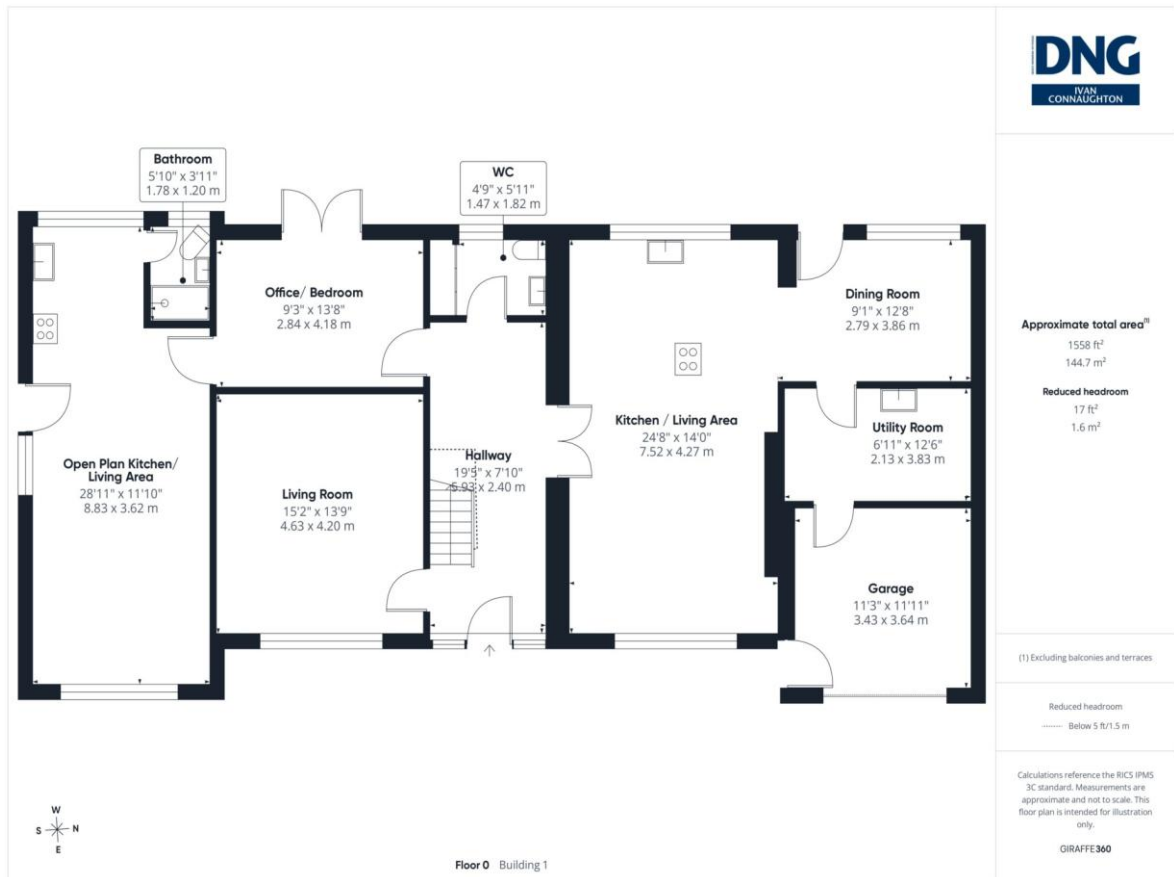 DNG
IVAN
CONNAUGHTON
Bathroom
5'10" x 3'11"
1.78 x 1.20 m
WC
4'9" x 5'11"
1.47 x 1.82 m
Office/ Bedroom
9'3" x 13'8"
2.84 x 4.18 m
Dining Room
9'1" x 12'8"
2.79 x 3.86 m
Open Plan Kitchen/
Living Area
28'11" x 11'10"
8.83 x 3.62 m
Living Room
15'2" x 13'9"
4.63 x 4.20 m
Hallway
19'5" x 7'10"
5.93 x 2.40 m
Kitchen / Living Area
24'8" x 14'0"
7.52 x 4.27 m
Utility Room
6'11" x 12'6"
2.13 x 3.83 m
Garage
11'3" x 11'11"
3.43 x 3.64 m
W
S N
E
Floor 0 Building 1
Approximate total area(1)
1558 ft²
144.7 m²
Reduced headroom
17 ft²
1.6 m²
(1) Excluding balconies and terraces
Reduced headroom
Below 5 ft/1.5 m
Calculations reference the RICS IPMS
3C standard. Measurements are
approximate and not to scale. This
floor plan is intended for illustration
only.
GIRAFFE360